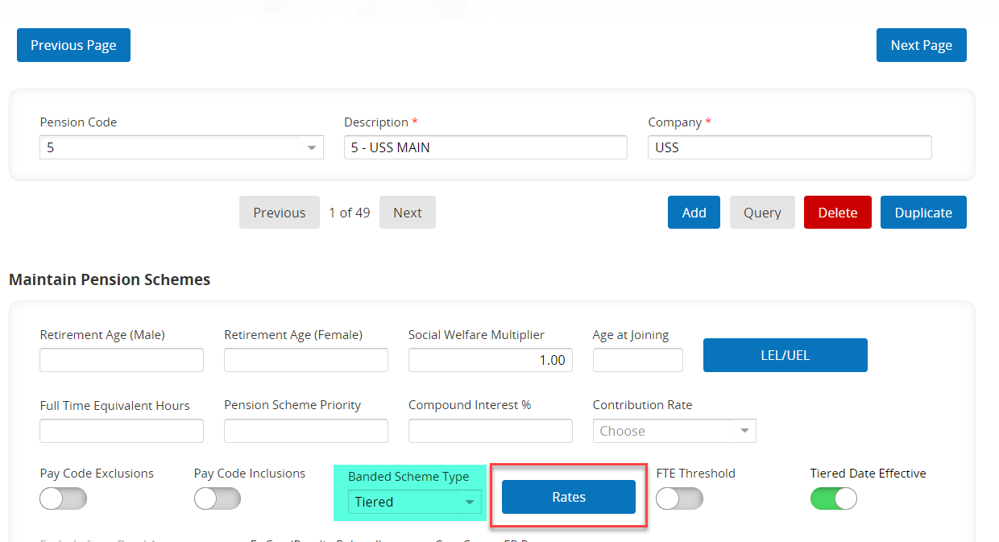 Previous Page Next Page
Pension Code Description * Company *
5 5 - USS MAIN USS
Previous 1 of 49 Next Add Query Delete Duplicate
Maintain Pension Schemes
Retirement Age (Male) Retirement Age (Female) Social Welfare Multiplier Age at Joining
1.00 LEL/UEL
Full Time Equivalent Hours Pension Scheme Priority Compound Interest % Contribution Rate
Choose
Pay Code Exclusions Pay Code Inclusions Banded Scheme Type FTE Threshold Tiered Date Effective
Tiered Rates